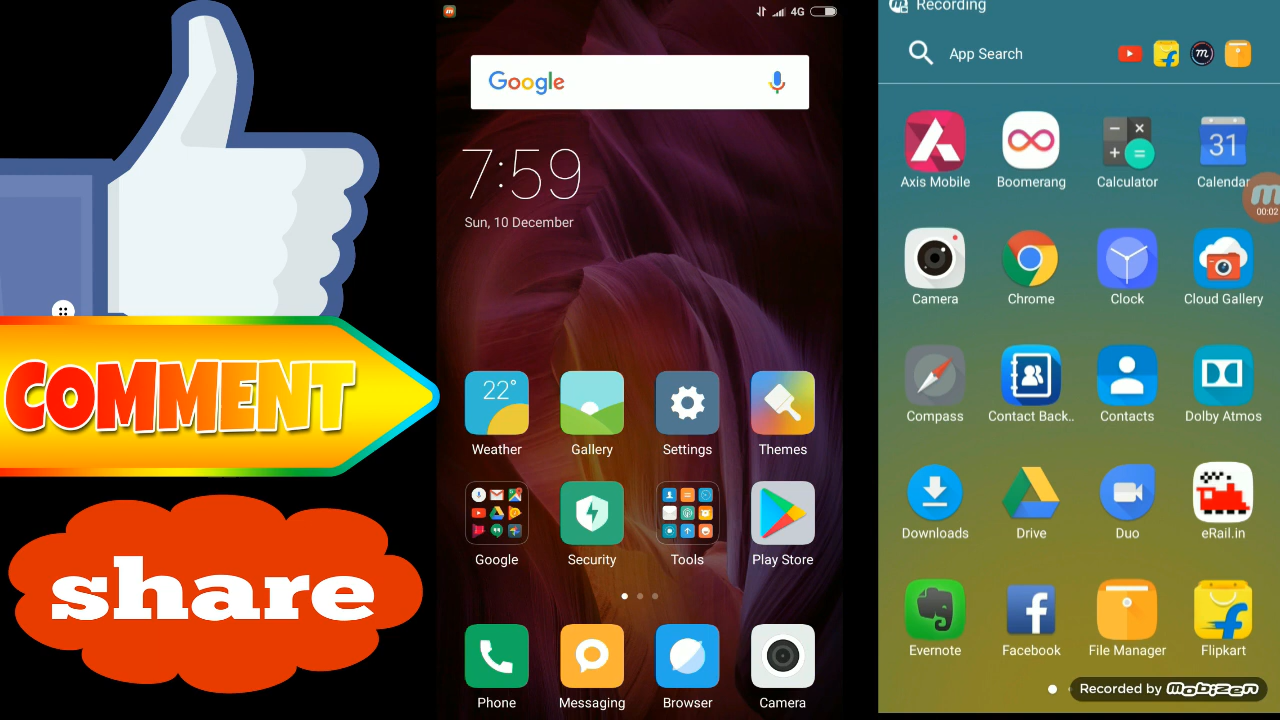 COMMENT
share
4G
Google
7:59
Sun, 10 December
22°
Weather
Gallery
Settings
Themes
Google
Security
Tools
Play Store
Phone
Messaging
Browser
Camera
Recording
App Search
m
31
Axis Mobile
Boomerang
Calculator
Calendar
00:02
Camera
Chrome
Clock
Cloud Gallery
Compass
Contact Back..
Contacts
Dolby Atmos
Downloads
Drive
Duo
eRail.in
Evernote
Facebook
File Manager
Flipkart
Recorded by Mobizen